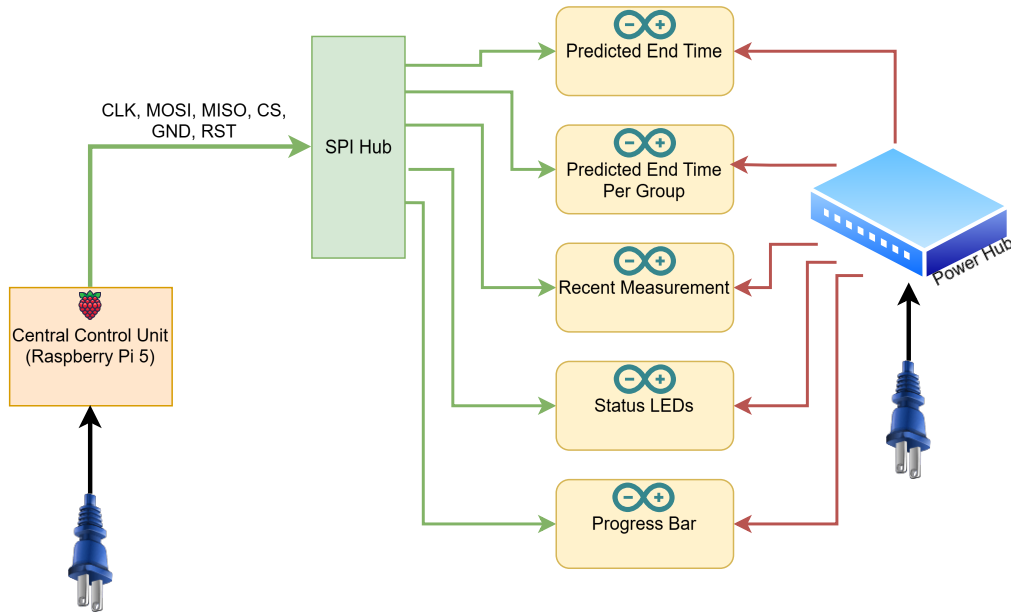 CLK, MOSI, MISO, CS,
GND, RST
SPI Hub
Central Control Unit
(Raspberry Pi 5)
Predicted End Time
Predicted End Time
Per Group
Recent Measurement
Status LEDs
Progress Bar
Power Hub